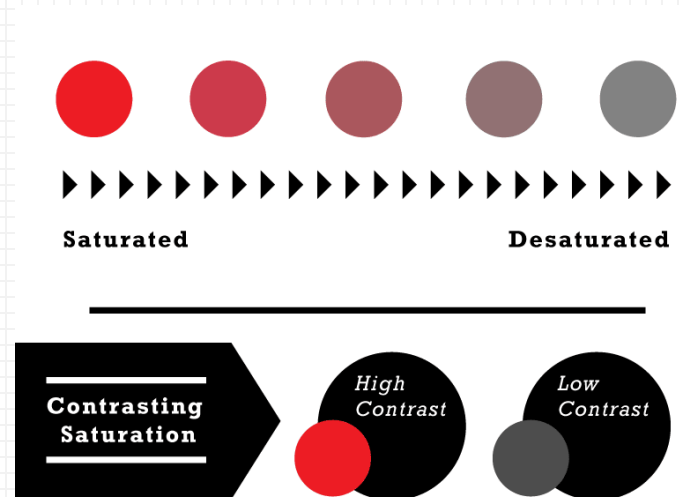 Saturated
Desaturated
Contrasting
Saturation
High
Contrast
Low
Contrast